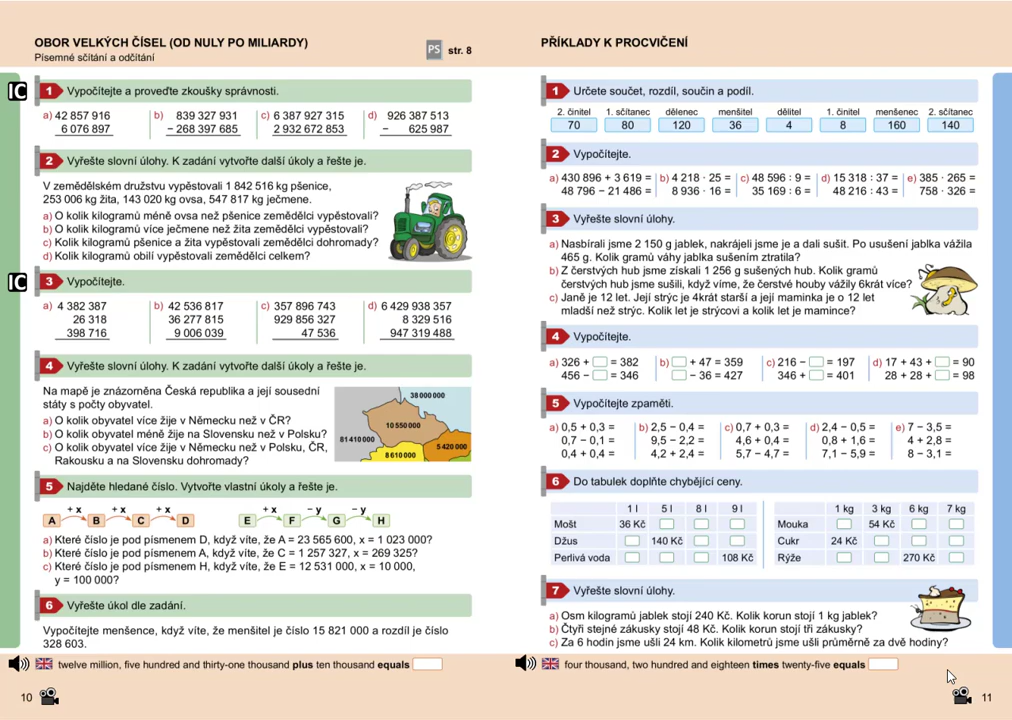 OBOR VELKÝCH ČÍSEL (OD NULY PO MILIARDY)
Písemné sčítání a odčítání
PS str. 8
IC
1 Vypočítejte a proveďte zkoušky správnosti.
a) 42 857 916 b) 839 327 931 c) 6 387 927 315 d) 926 387 513
6 076 897 − 268 397 685 2 932 672 853 − 625 987
2 Vyřešte slovní úlohy. K zadání vytvořte další úkoly a řešte je.
V zemědělském družstvu vypěstovali 1 842 516 kg pšenice,
253 006 kg žita, 143 020 kg ovsa, 547 817 kg ječmene.
a) O kolik kilogramů méně ovsa než pšenice zemědělci vypěstovali?
b) O kolik kilogramů více ječmene než žita zemědělci vypěstovali?
c) Kolik kilogramů pšenice a žita vypěstovali zemědělci dohromady?
d) Kolik kilogramů obilí vypěstovali zemědělci celkem?
IC
3 Vypočítejte.
a) 4 382 387 b) 42 536 817 c) 357 896 743 d) 6 429 938 357
26 318 36 277 815 929 856 327 8 329 516
398 716 9 006 039 47 536 947 319 488
4 Vyřešte slovní úlohy. K zadání vytvořte další úkoly a řešte je.
Na mapě je znázorněna Česká republika a její sousední
státy s počty obyvatel.
a) O kolik obyvatel více žije v Německu než v ČR?
b) O kolik obyvatel méně žije na Slovensku než v Polsku?
c) O kolik obyvatel více žije v Německu než v Polsku, ČR,
Rakousku a na Slovensku dohromady?
38 000 000
10 550 000
81 410 000
5 420 000
8 610 000
5 Najděte hledané číslo. Vytvořte vlastní úkoly a řešte je.
+ x + x + x + x − y − y
A B C D E F G H
a) Které číslo je pod písmenem D, když víte, že A = 23 565 600, x = 1 023 000?
b) Které číslo je pod písmenem A, když víte, že C = 1 257 327, x = 269 325?
c) Které číslo je pod písmenem H, když víte, že E = 12 531 000, x = 10 000,
y = 100 000?
6 Vyřešte úkol dle zadání.
Vypočítejte menšence, když víte, že menšitel je číslo 15 821 000 a rozdíl je číslo
328 603.
twelve million, five hundred and thirty-one thousand plus ten thousand equals
10
PŘÍKLADY K PROCVIČENÍ
1 Určete součet, rozdíl, součin a podíl.
2. činitel 1. sčítanec dělenec menšitel dělitel 1. činitel menšenec 2. sčítanec
70 80 120 36 4 8 160 140
2 Vypočítejte.
a) 430 896 + 3 619 = b) 4 218 · 25 = c) 48 596 : 9 = d) 15 318 : 37 = e) 385 · 265 =
48 796 − 21 486 = 8 936 · 16 = 35 169 : 6 = 48 216 : 43 = 758 · 326 =
3 Vyřešte slovní úlohy.
a) Nasbírali jsme 2 150 g jablek, nakrájeli jsme je a dali sušit. Po usušení jablka vážila
465 g. Kolik gramů váhy jablka sušením ztratila?
b) Z čerstvých hub jsme získali 1 256 g sušených hub. Kolik gramů
čerstvých hub jsme sušili, když víme, že čerstvé houby vážily 6krát více?
c) Janě je 12 let. Její strýc je 4krát starší a její maminka je o 12 let
mladší než strýc. Kolik let je strýcovi a kolik let je mamince?
4 Vypočítejte.
a) 326 + = 382 b) + 47 = 359 c) 216 − = 197 d) 17 + 43 + = 90
456 − = 346 − 36 = 427 346 + = 401 28 + 28 + = 98
5 Vypočítejte zpaměti.
a) 0,5 + 0,3 = b) 2,5 − 0,4 = c) 0,7 + 0,3 = d) 2,4 − 0,5 = e) 7 − 3,5 =
0,7 − 0,1 = 9,5 − 2,2 = 4,6 + 0,4 = 0,8 + 1,6 = 4 + 2,8 =
0,4 + 0,4 = 4,2 + 2,4 = 5,7 − 4,7 = 7,1 − 5,9 = 8 − 3,1 =
6 Do tabulek doplňte chybějící ceny.
1 l 5 l 8 l 9 l 1 kg 3 kg 6 kg 7 kg
Mošt 36 Kč Mouka 54 Kč
Džus 140 Kč Cukr 24 Kč
Perlivá voda 108 Kč Rýže 270 Kč
7 Vyřešte slovní úlohy.
a) Osm kilogramů jablek stojí 240 Kč. Kolik korun stojí 1 kg jablek?
b) Čtyři stejné zákusky stojí 48 Kč. Kolik korun stojí tři zákusky?
c) Za 6 hodin jsme ušli 24 km. Kolik kilometrů jsme ušli průměrně za dvě hodiny?
four thousand, two hundred and eighteen times twenty-five equals
11